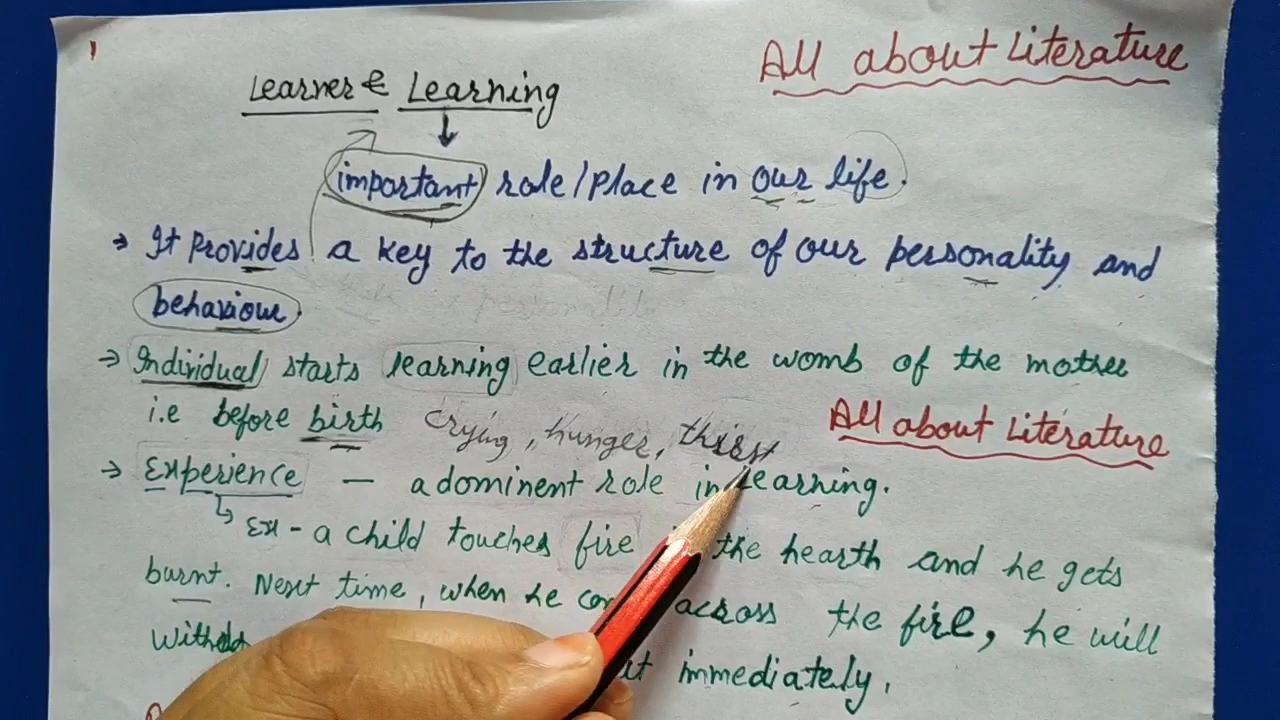 All about Literature
Learner & Learning
important role/place in our life.
→ It provides a key to the structure of our personality and
behaviour.
→ Individual starts learning earlier in the womb of the mother
i.e before birth crying, hunger, thirst
All about Literature
→ Experience — a dominent role in learning.
Ex - a child touches fire the hearth and he gets
burnt. Next time, when he across the fire, he will
immediately.